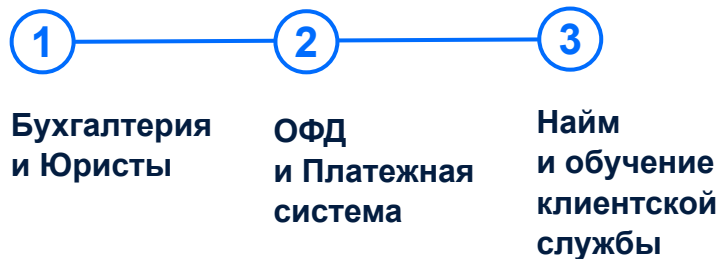 1
Бухгалтерия
и Юристы
2
ОФД
и Платежная
система
3
Найм
и обучение
клиентской
службы